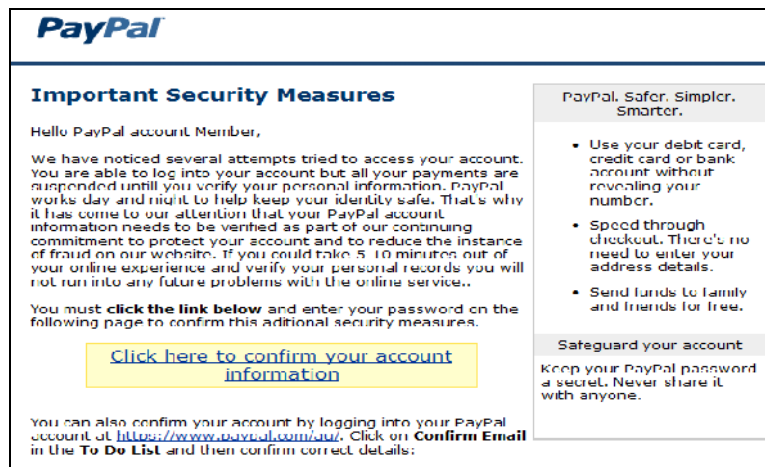 PayPal
Important Security Measures
Hello PayPal account Member,
We have noticed several attempts tried to access your account.
You are able to log into your account but all your payments are
suspended untill you verify your personal information. PayPal
works day and night to help keep your identity safe. That's why
it has come to our attention that your PayPal account
information needs to be verified as part of our continuing
commitment to protect your account and to reduce the instance
of fraud on our website. If you could take 5-10 minutes out of
your online experience and verify your personal records you will
not run into any future problems with the online service..
You must click the link below and enter your password on the
following page to confirm this aditional security measures.
Click here to confirm your account
information
You can also confirm your account by logging into your PayPal
account at https://www.paypal.com/au/. Click on Confirm Email
in the To Do List and then confirm correct details:
PayPal. Safer. Simpler.
Smarter.
• Use your debit card,
credit card or bank
account without
revealing your
number.
• Speed through
checkout. There's no
need to enter your
address details.
• Send funds to family
and friends for free.
Safeguard your account
Keep your PayPal password
a secret. Never share it
with anyone.